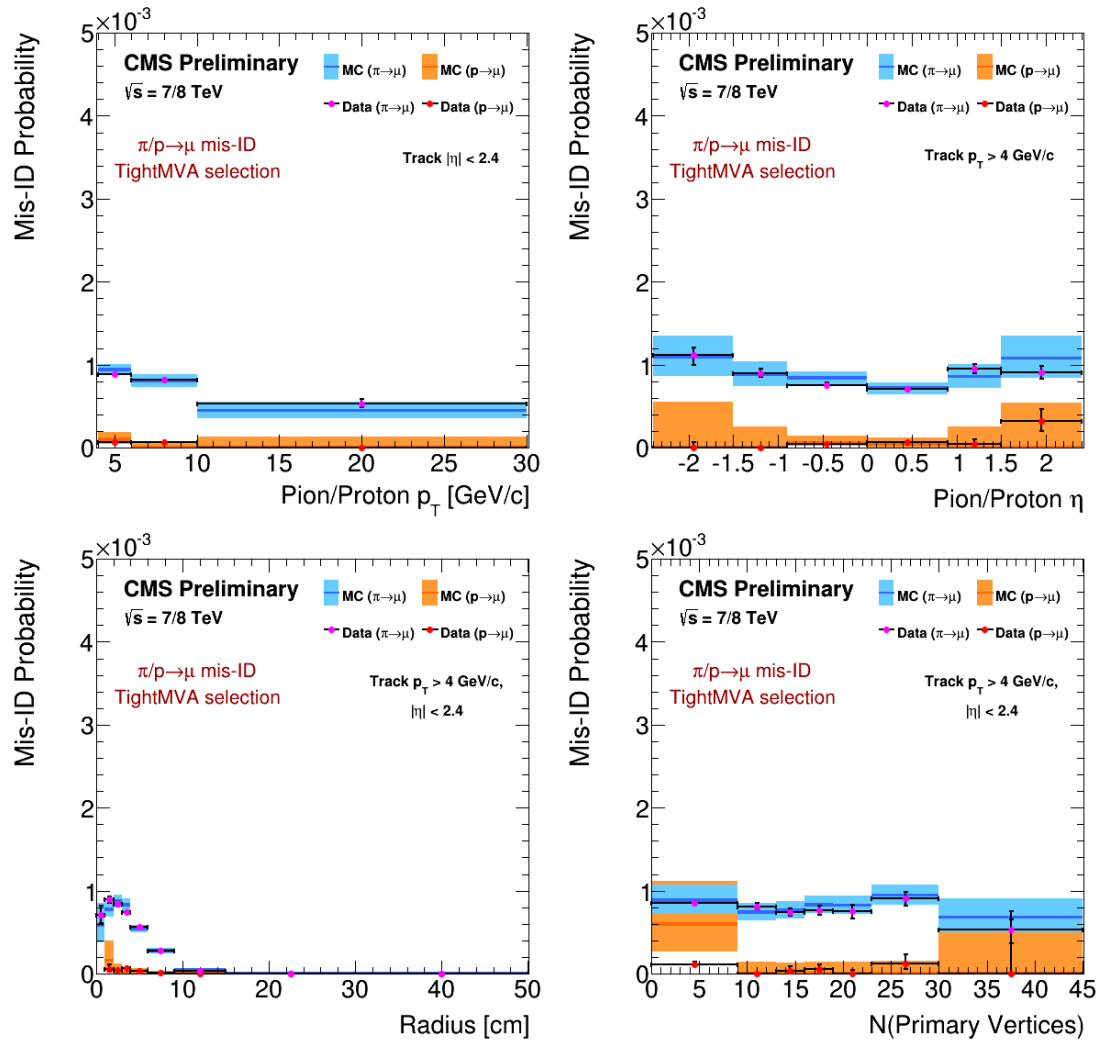 5 ×10⁻³
CMS Preliminary
√s = 7/8 TeV
MC (π→μ)
MC (p→μ)
Data (π→μ)
Data (p→μ)
π/p→μ mis-ID
TightMVA selection
Track |η| < 2.4
Mis-ID Probability
4
3
2
1
0
5 10 15 20 25 30
Pion/Proton p_T [GeV/c]
5 ×10⁻³
CMS Preliminary
√s = 7/8 TeV
MC (π→μ)
MC (p→μ)
Data (π→μ)
Data (p→μ)
π/p→μ mis-ID
TightMVA selection
Track p_T > 4 GeV/c
Mis-ID Probability
4
3
2
1
0
-2 -1.5 -1 -0.5 0 0.5 1 1.5 2
Pion/Proton η
5 ×10⁻³
CMS Preliminary
√s = 7/8 TeV
MC (π→μ)
MC (p→μ)
Data (π→μ)
Data (p→μ)
π/p→μ mis-ID
TightMVA selection
Track p_T > 4 GeV/c,
|η| < 2.4
Mis-ID Probability
4
3
2
1
0
0 10 20 30 40 50
Radius [cm]
5 ×10⁻³
CMS Preliminary
√s = 7/8 TeV
MC (π→μ)
MC (p→μ)
Data (π→μ)
Data (p→μ)
π/p→μ mis-ID
TightMVA selection
Track p_T > 4 GeV/c,
|η| < 2.4
Mis-ID Probability
4
3
2
1
0
0 5 10 15 20 25 30 35 40 45
N(Primary Vertices)